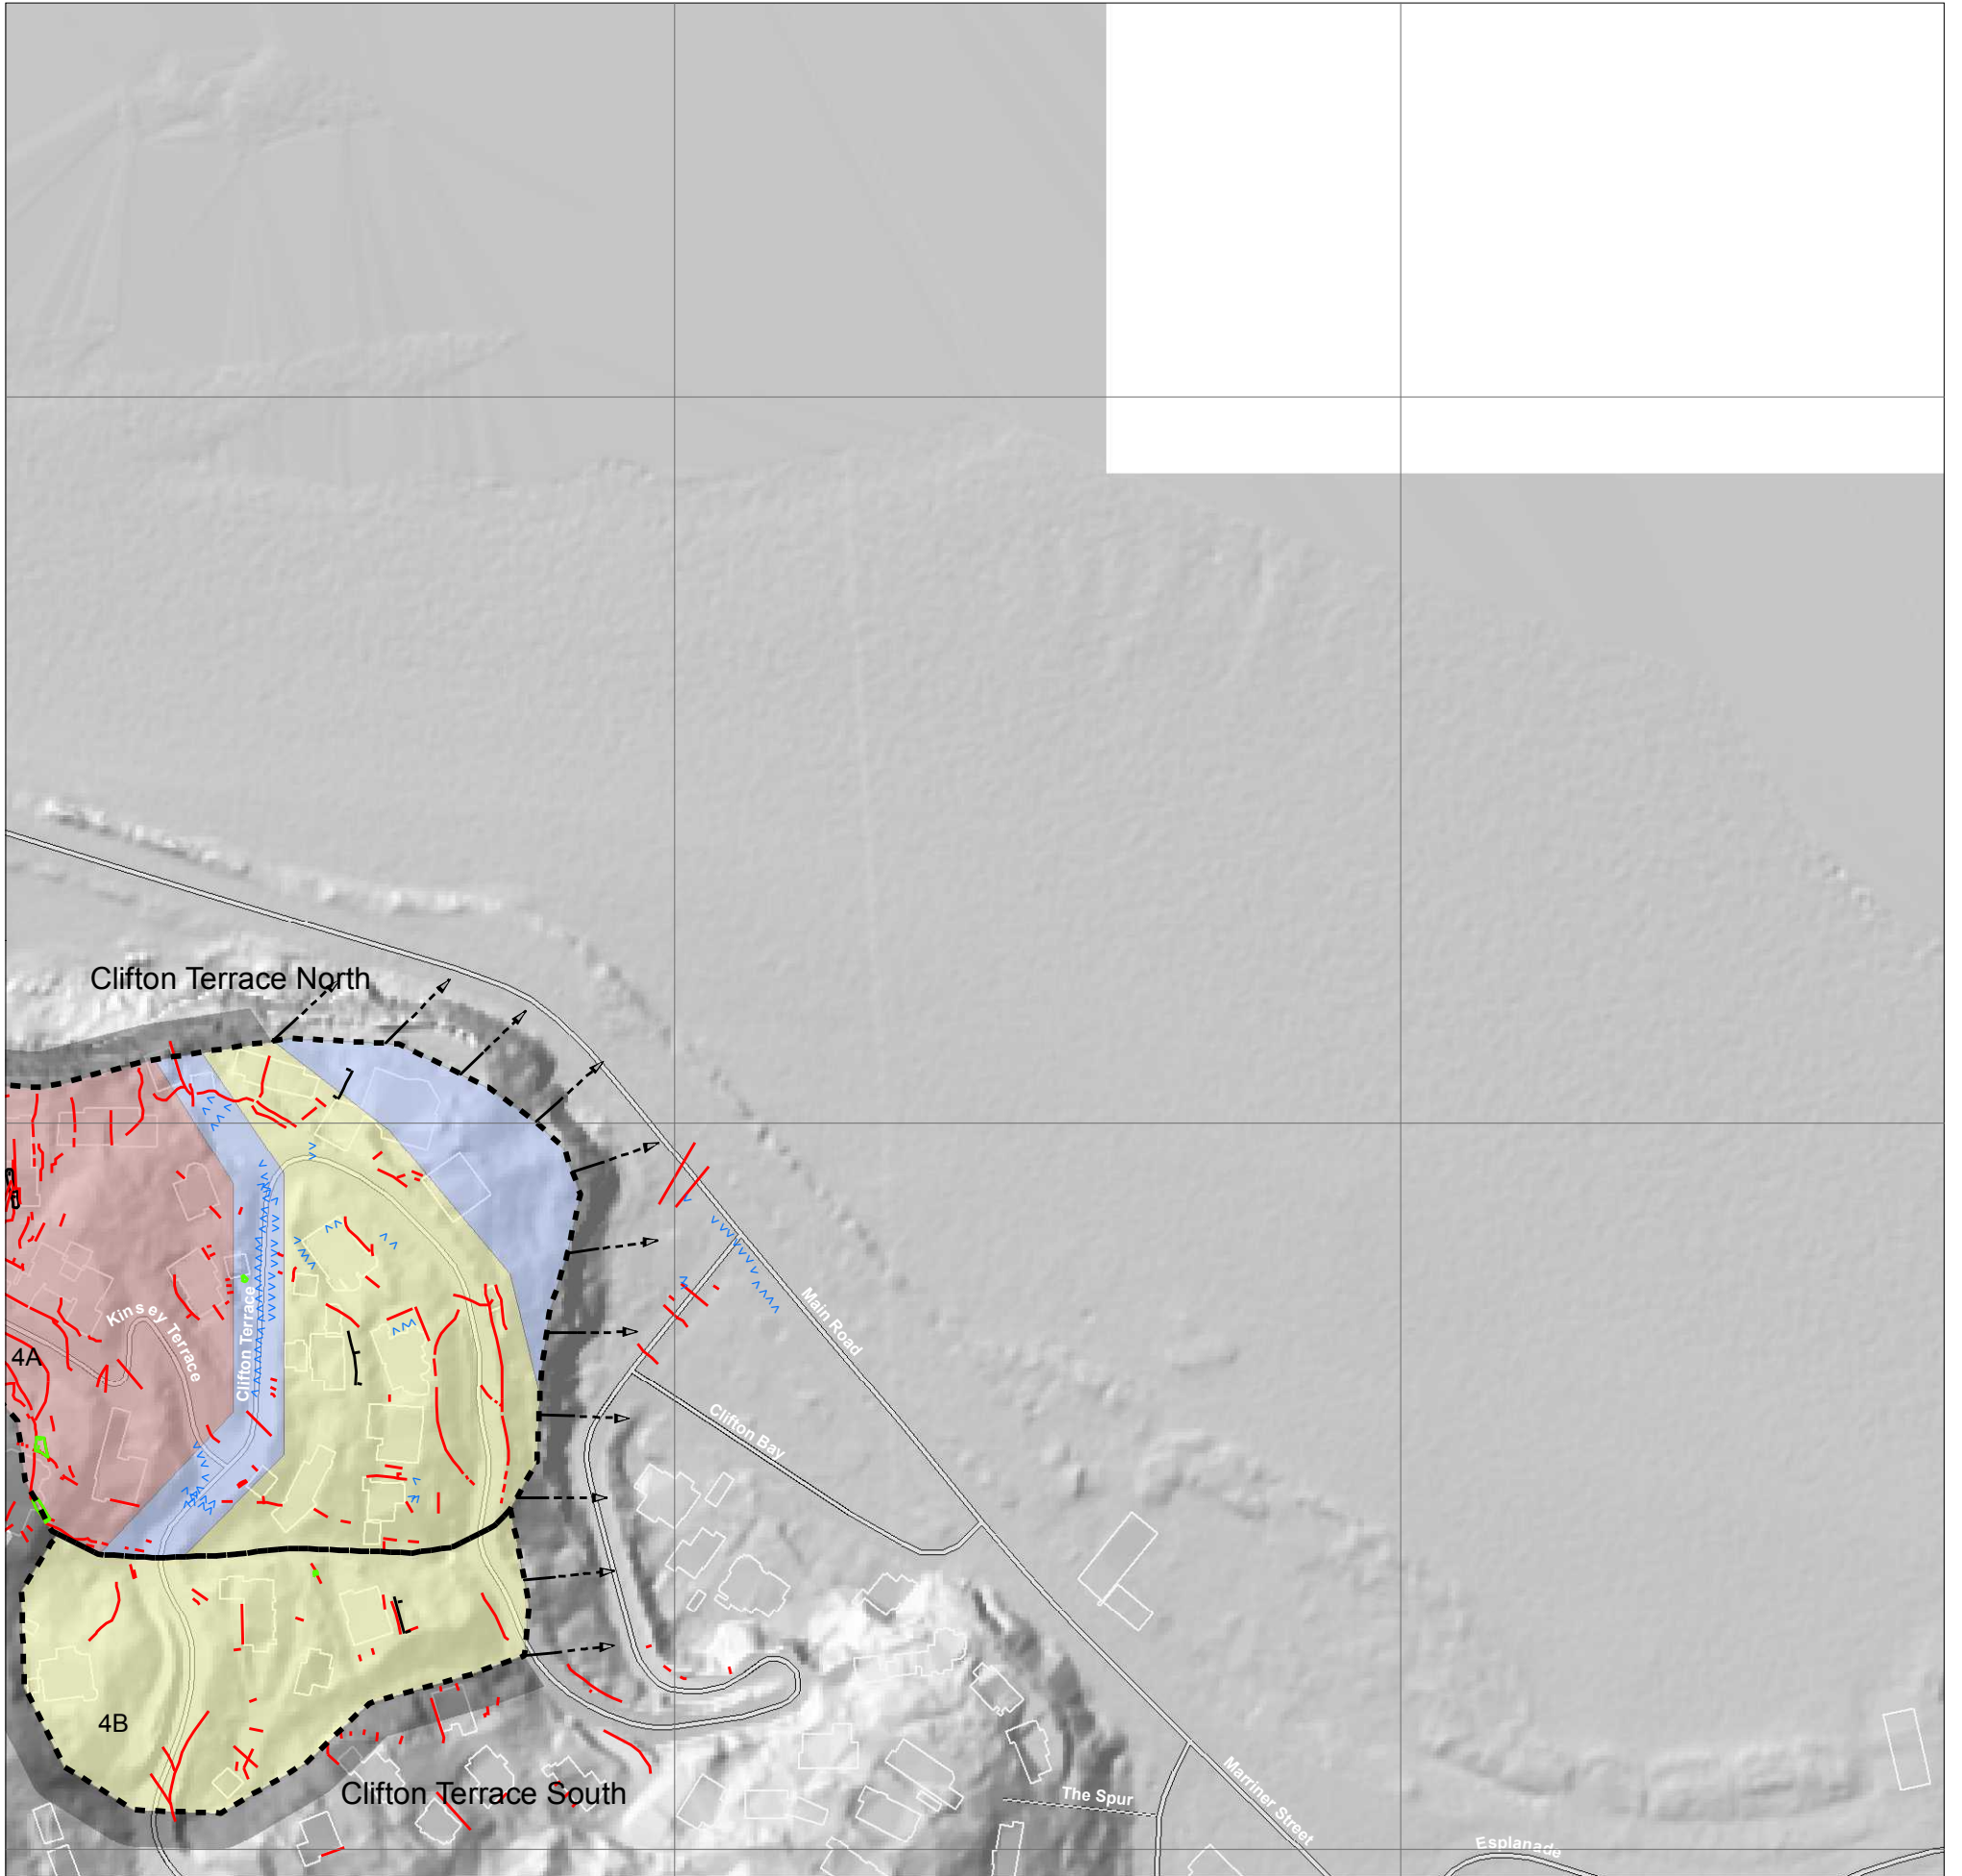 Clifton Terrace North
Kinsey Terrace
Clifton Terrace
Main Road
4A
Clifton Bay
4B
Clifton Terrace South
The Spur
Marriner Street
Esplanade